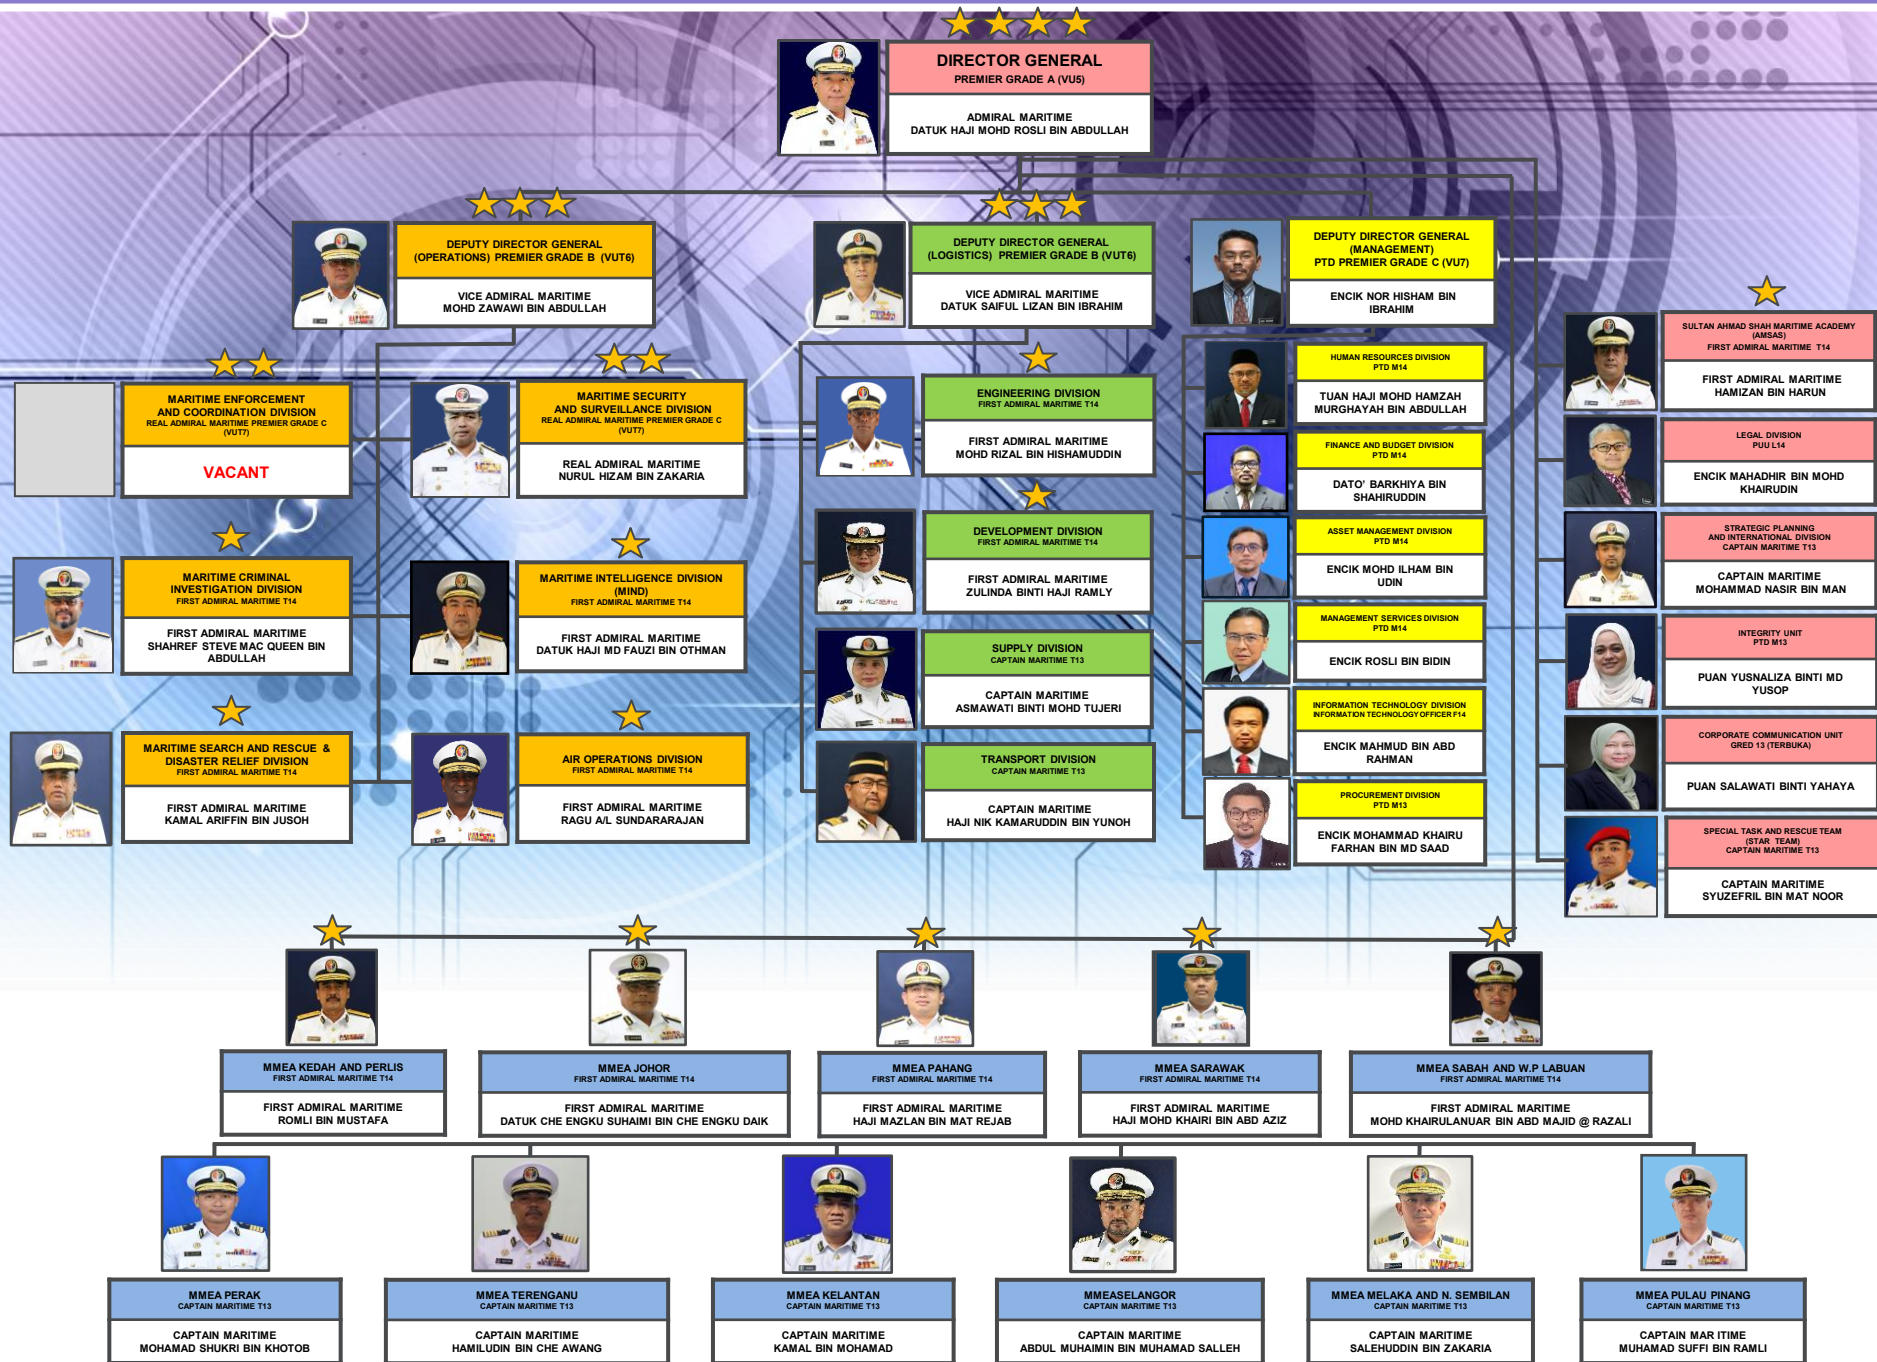 DIRECTOR GENERAL
PREMIER GRADE A (VU5)
ADMIRAL MARITIME
DATUK HAJI MOHD ROSLI BIN ABDULLAH
DEPUTY DIRECTOR GENERAL
(OPERATIONS) PREMIER GRADE B (VUT6)
VICE ADMIRAL MARITIME
MOHD ZAWAWI BIN ABDULLAH
DEPUTY DIRECTOR GENERAL
(LOGISTICS) PREMIER GRADE B (VUT6)
VICE ADMIRAL MARITIME
DATUK SAIFUL LIZAN BIN IBRAHIM
DEPUTY DIRECTOR GENERAL
(MANAGEMENT)
PTD PREMIER GRADE C (VU7)
ENCIK NOR HISHAM BIN
IBRAHIM
MARITIME ENFORCEMENT
AND COORDINATION DIVISION
REAL ADMIRAL MARITIME PREMIER GRADE C
(VUT7)
VACANT
MARITIME SECURITY
AND SURVEILLANCE DIVISION
REAL ADMIRAL MARITIME PREMIER GRADE C
(VUT7)
REAL ADMIRAL MARITIME
NURUL HIZAM BIN ZAKARIA
MARITIME CRIMINAL
INVESTIGATION DIVISION
FIRST ADMIRAL MARITIME T14
FIRST ADMIRAL MARITIME
SHAHREF STEVE MAC QUEEN BIN
ABDULLAH
MARITIME INTELLIGENCE DIVISION
(MIND)
FIRST ADMIRAL MARITIME T14
FIRST ADMIRAL MARITIME
DATUK HAJI MD FAUZI BIN OTHMAN
MARITIME SEARCH AND RESCUE &
DISASTER RELIEF DIVISION
FIRST ADMIRAL MARITIME T14
FIRST ADMIRAL MARITIME
KAMAL ARIFFIN BIN JUSOH
AIR OPERATIONS DIVISION
FIRST ADMIRAL MARITIME T14
FIRST ADMIRAL MARITIME
RAGU A/L SUNDARARAJAN
ENGINEERING DIVISION
FIRST ADMIRAL MARITIME T14
FIRST ADMIRAL MARITIME
MOHD RIZAL BIN HISHAMUDDIN
DEVELOPMENT DIVISION
FIRST ADMIRAL MARITIME T14
FIRST ADMIRAL MARITIME
ZULINDA BINTI HAJI RAMLY
SUPPLY DIVISION
CAPTAIN MARITIME T13
CAPTAIN MARITIME
ASMAWATI BINTI MOHD TUJERI
TRANSPORT DIVISION
CAPTAIN MARITIME T13
CAPTAIN MARITIME
HAJI NIK KAMARUDDIN BIN YUNOH
HUMAN RESOURCES DIVISION
PTD M14
TUAN HAJI MOHD HAMZAH
MURGHAYAH BIN ABDULLAH
FINANCE AND BUDGET DIVISION
PTD M14
DATO' BARKHIYA BIN
SHAHIRUDDIN
ASSET MANAGEMENT DIVISION
PTD M14
ENCIK MOHD ILHAM BIN
UDIN
MANAGEMENT SERVICES DIVISION
PTD M14
ENCIK ROSLI BIN BIDIN
INFORMATION TECHNOLOGY DIVISION
INFORMATION TECHNOLOGY OFFICER F14
ENCIK MAHMUD BIN ABD
RAHMAN
PROCUREMENT DIVISION
PTD M13
ENCIK MOHAMMAD KHAIRU
FARHAN BIN MD SAAD
SULTAN AHMAD SHAH MARITIME ACADEMY
(AMSAS)
FIRST ADMIRAL MARITIME T14
FIRST ADMIRAL MARITIME
HAMIZAN BIN HARUN
LEGAL DIVISION
PUU L14
ENCIK MAHADHIR BIN MOHD
KHAIRUDIN
STRATEGIC PLANNING
AND INTERNATIONAL DIVISION
CAPTAIN MARITIME T13
CAPTAIN MARITIME
MOHAMMAD NASIR BIN MAN
INTEGRITY UNIT
PTD M13
PUAN YUSNALIZA BINTI MD
YUSOP
CORPORATE COMMUNICATION UNIT
GRED 13 (TERBUKA)
PUAN SALAWATI BINTI YAHAYA
SPECIAL TASK AND RESCUE TEAM
(STAR TEAM)
CAPTAIN MARITIME T13
CAPTAIN MARITIME
SYUZEFRIL BIN MAT NOOR
MMEA KEDAH AND PERLIS
FIRST ADMIRAL MARITIME T14
FIRST ADMIRAL MARITIME
ROMLI BIN MUSTAFA
MMEA JOHOR
FIRST ADMIRAL MARITIME T14
FIRST ADMIRAL MARITIME
DATUK CHE ENGKU SUHAIMI BIN CHE ENGKU DAIK
MMEA PAHANG
FIRST ADMIRAL MARITIME T14
FIRST ADMIRAL MARITIME
HAJI MAZLAN BIN MAT REJAB
MMEA SARAWAK
FIRST ADMIRAL MARITIME T14
FIRST ADMIRAL MARITIME
HAJI MOHD KHAIRI BIN ABD AZIZ
MMEA SABAH AND W.P LABUAN
FIRST ADMIRAL MARITIME T14
FIRST ADMIRAL MARITIME
MOHD KHAIRULANUAR BIN ABD MAJID @ RAZALI
MMEA PERAK
CAPTAIN MARITIME T13
CAPTAIN MARITIME
MOHAMAD SHUKRI BIN KHOTOB
MMEA TERENGANU
CAPTAIN MARITIME T13
CAPTAIN MARITIME
HAMILUDIN BIN CHE AWANG
MMEA KELANTAN
CAPTAIN MARITIME T13
CAPTAIN MARITIME
KAMAL BIN MOHAMAD
MMEASELANGOR
CAPTAIN MARITIME T13
CAPTAIN MARITIME
ABDUL MUHAIMIN BIN MUHAMAD SALLEH
MMEA MELAKA AND N. SEMBILAN
CAPTAIN MARITIME T13
CAPTAIN MARITIME
SALEHUDDIN BIN ZAKARIA
MMEA PULAU PINANG
CAPTAIN MARITIME T13
CAPTAIN MAR ITIME
MUHAMAD SUFFI BIN RAMLI